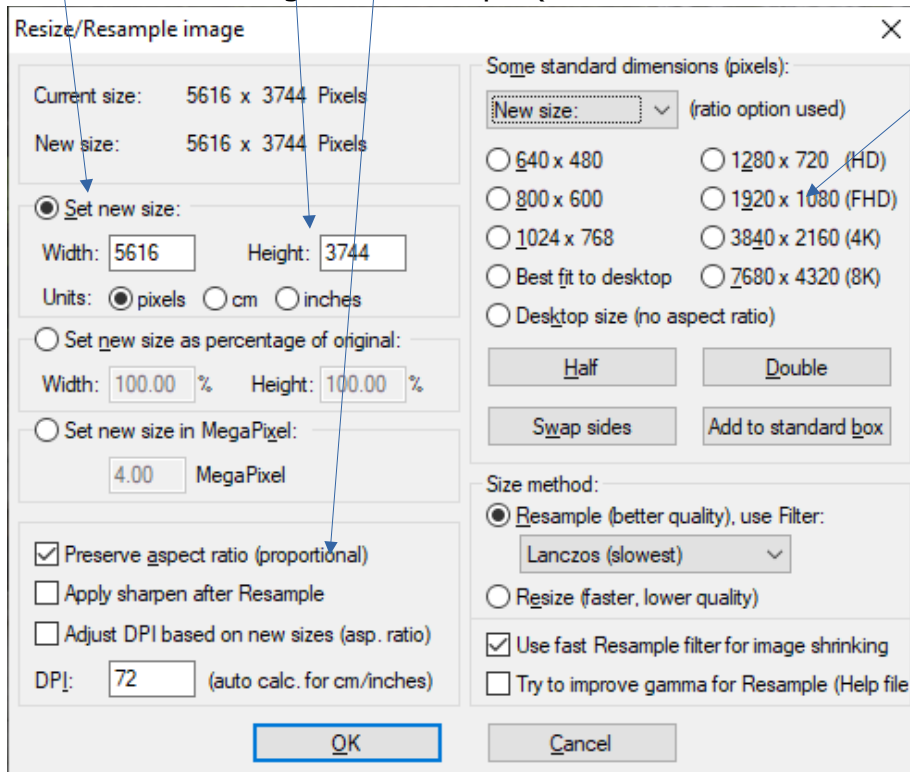 Resize/Resample image
Current size: 5616 x 3744 Pixels
New size: 5616 x 3744 Pixels
Set new size:
Width: 5616 Height: 3744
Units: pixels cm inches
Set new size as percentage of original:
Width: 100.00 % Height: 100.00 %
Set new size in MegaPixel:
4.00 MegaPixel
Preserve aspect ratio (proportional)
Apply sharpen after Resample
Adjust DPI based on new sizes (asp. ratio)
DPI: 72 (auto calc. for cm/inches)
Some standard dimensions (pixels):
New size: (ratio option used)
640 x 480 1280 x 720 (HD)
800 x 600 1920 x 1080 (FHD)
1024 x 768 3840 x 2160 (4K)
Best fit to desktop 7680 x 4320 (8K)
Desktop size (no aspect ratio)
Half Double
Swap sides Add to standard box
Size method:
Resample (better quality), use Filter:
Lanczos (slowest)
Resize (faster, lower quality)
Use fast Resample filter for image shrinking
Try to improve gamma for Resample (Help file
OK Cancel